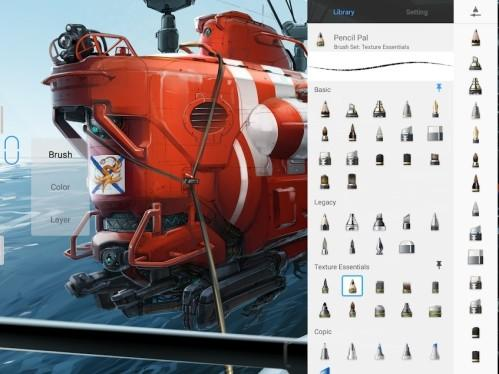 Library
Setting
Pencil Pal
Brush Set: Texture Essentials
Basic
Brush
Color
Layer
Legacy
Texture Essentials
Copic